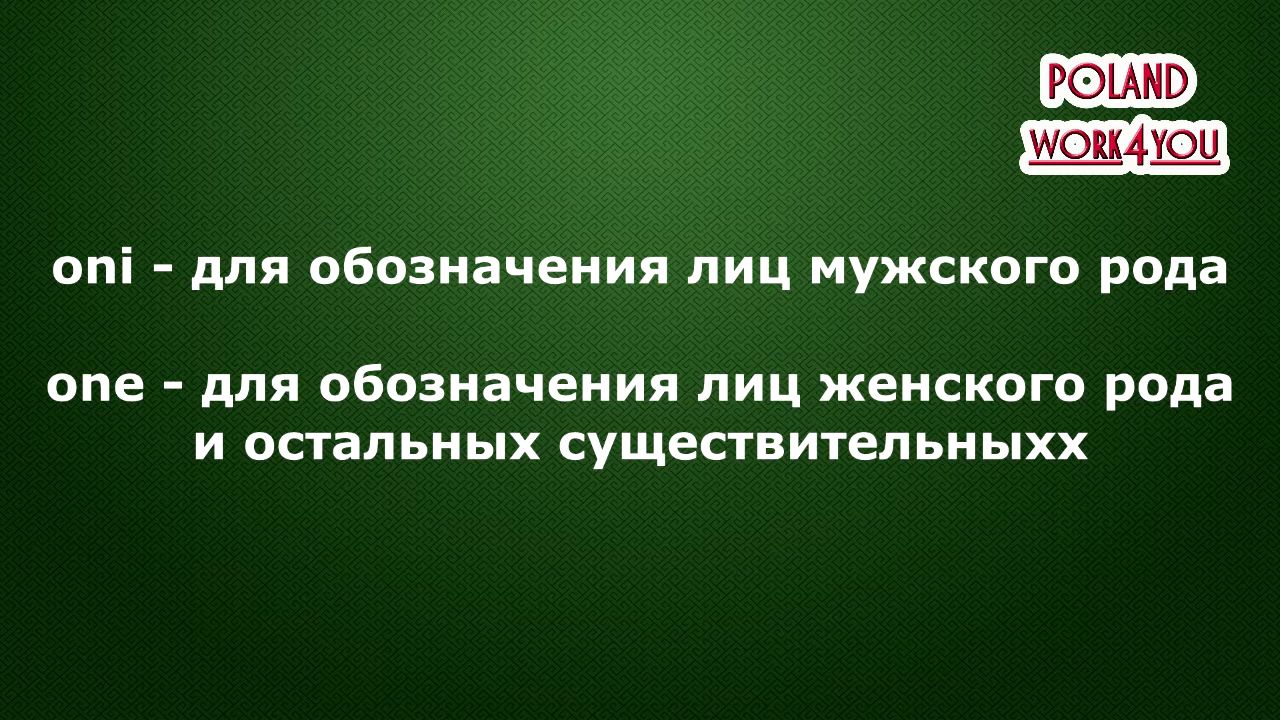 POLAND
WORK4YOU
oni - для обозначения лиц мужского рода
one - для обозначения лиц женского рода
и остальных существительныхх